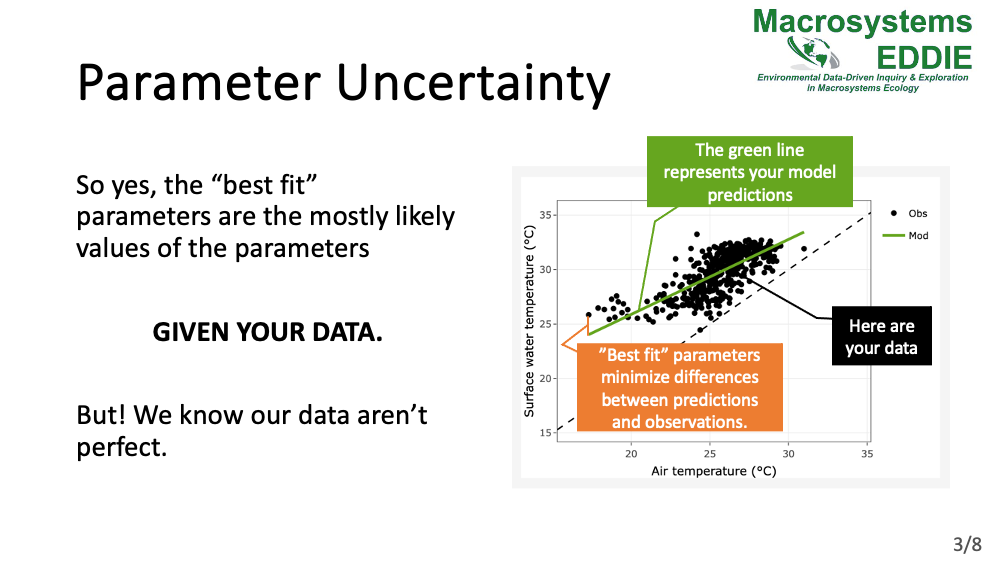 Macrosystems
EDDIE
Environmental Data-Driven Inquiry & Exploration
in Macrosystems Ecology
Parameter Uncertainty
So yes, the “best fit”
parameters are the mostly likely
values of the parameters
GIVEN YOUR DATA.
But! We know our data aren’t
perfect.
The green line
represents your model
predictions
Obs
Mod
Surface water temperature (°C)
35
30
25
20
15
Here are
your data
”Best fit” parameters
minimize differences
between predictions
and observations.
20 25 30 35
Air temperature (°C)
3/8